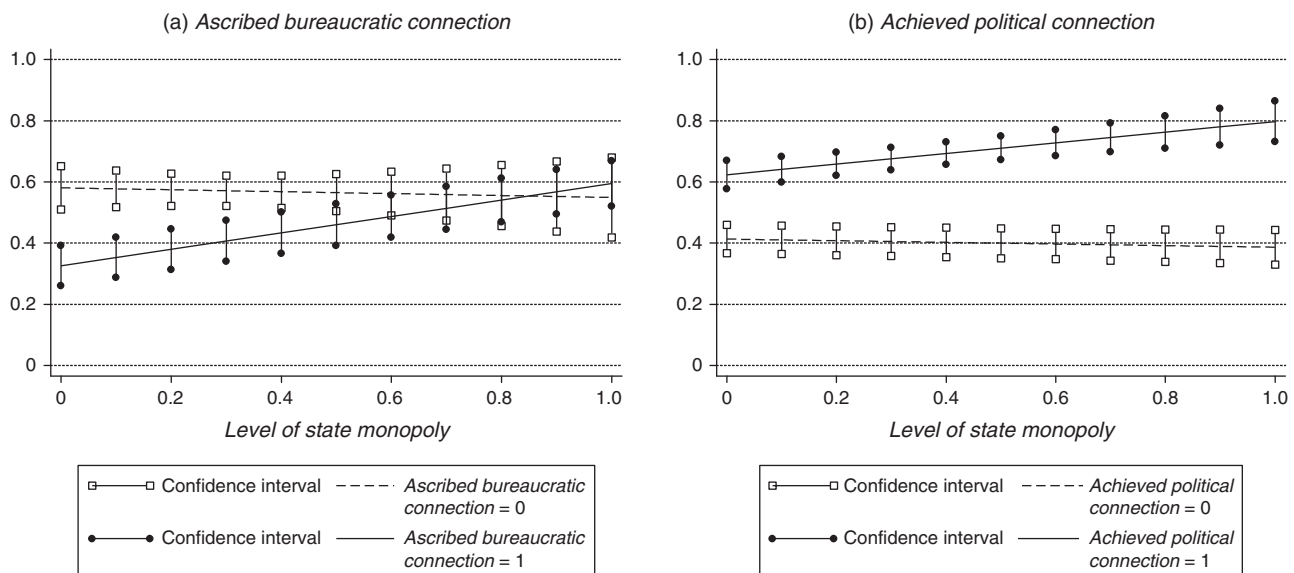 (a) Ascribed bureaucratic connection
1.0
0.8
0.6
0.4
0.2
0
0 0.2 0.4 0.6 0.8 1.0
Level of state monopoly
Confidence interval Ascribed bureaucratic
connection = 0
Confidence interval Ascribed bureaucratic
connection = 1
(b) Achieved political connection
1.0
0.8
0.6
0.4
0.2
0
0 0.2 0.4 0.6 0.8 1.0
Level of state monopoly
Confidence interval Achieved political
connection = 0
Confidence interval Achieved political
connection = 1